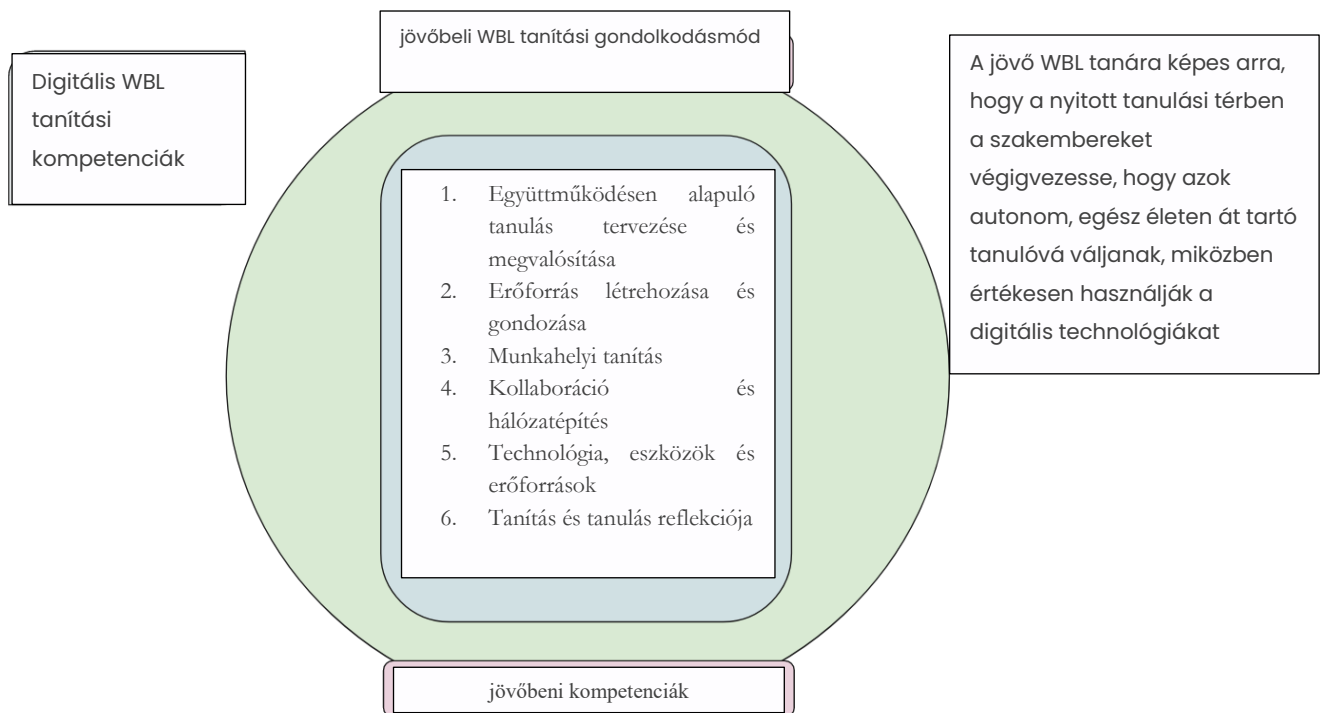 jövőbeli WBL tanítási gondolkodásmód
Digitális WBL
tanítási
kompetenciák
A jövő WBL tanára képes arra,
hogy a nyitott tanulási térben
a szakembereket
végigvezesse, hogy azok
autonom, egész életen át tartó
tanulóvá váljanak, miközben
értékesen használják a
digitális technológiákat
1. Együttműködésen alapuló
tanulás tervezése és
megvalósítása
2. Erőforrás létrehozása és
gondozása
3. Munkahelyi tanítás
4. Kollaboráció és
hálózatépítés
5. Technológia, eszközök és
erőforrások
6. Tanítás és tanulás reflekciója
jövőbeni kompetenciák